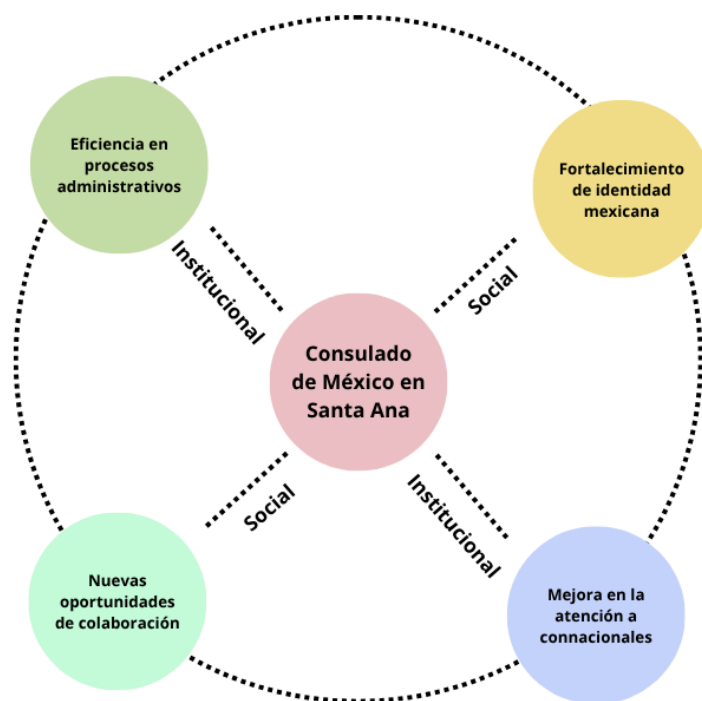 Eficiencia en
procesos
administrativos
Fortalecimiento
de identidad
mexicana
Institucional
Social
Consulado
de México en
Santa Ana
Social
Institucional
Nuevas
oportunidades
de colaboración
Mejora en la
atención a
connacionales